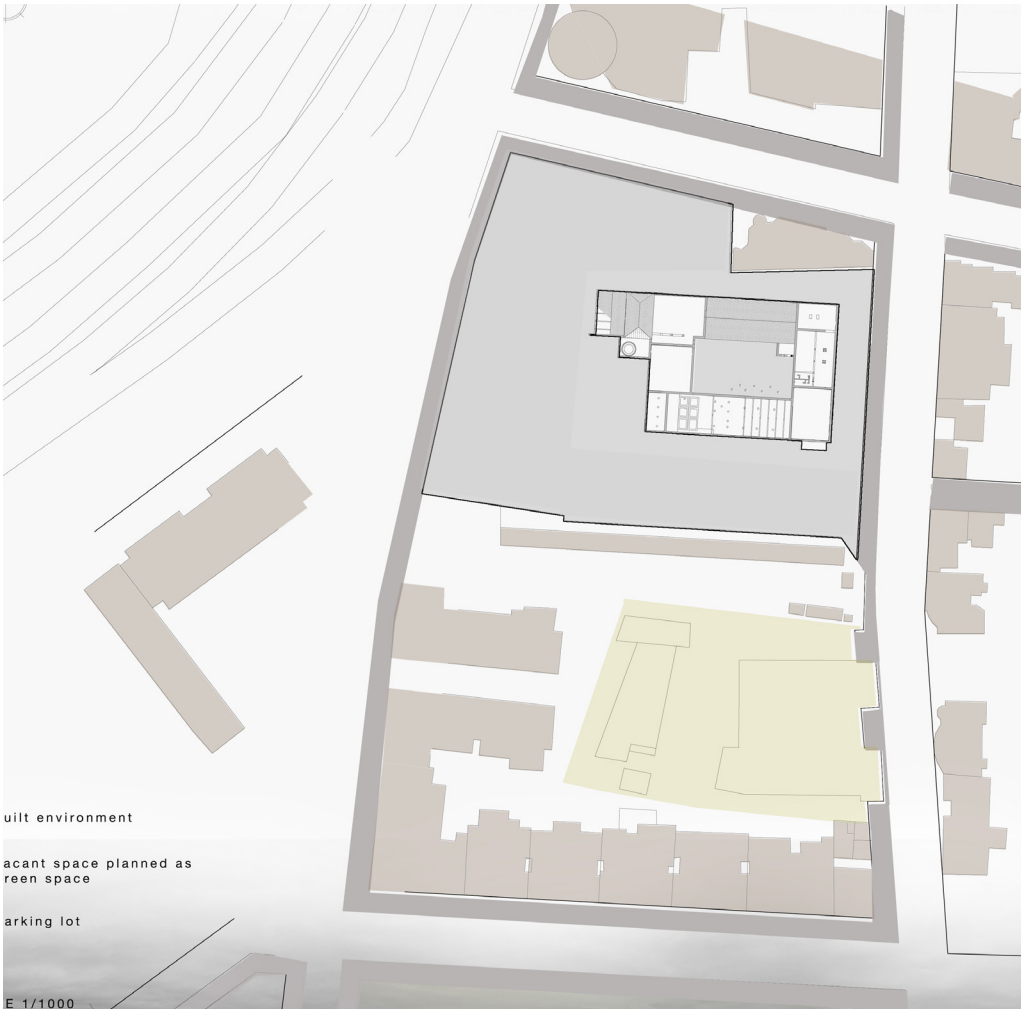 uilt environment
acant space planned as
reen space
arking lot
E 1/1000